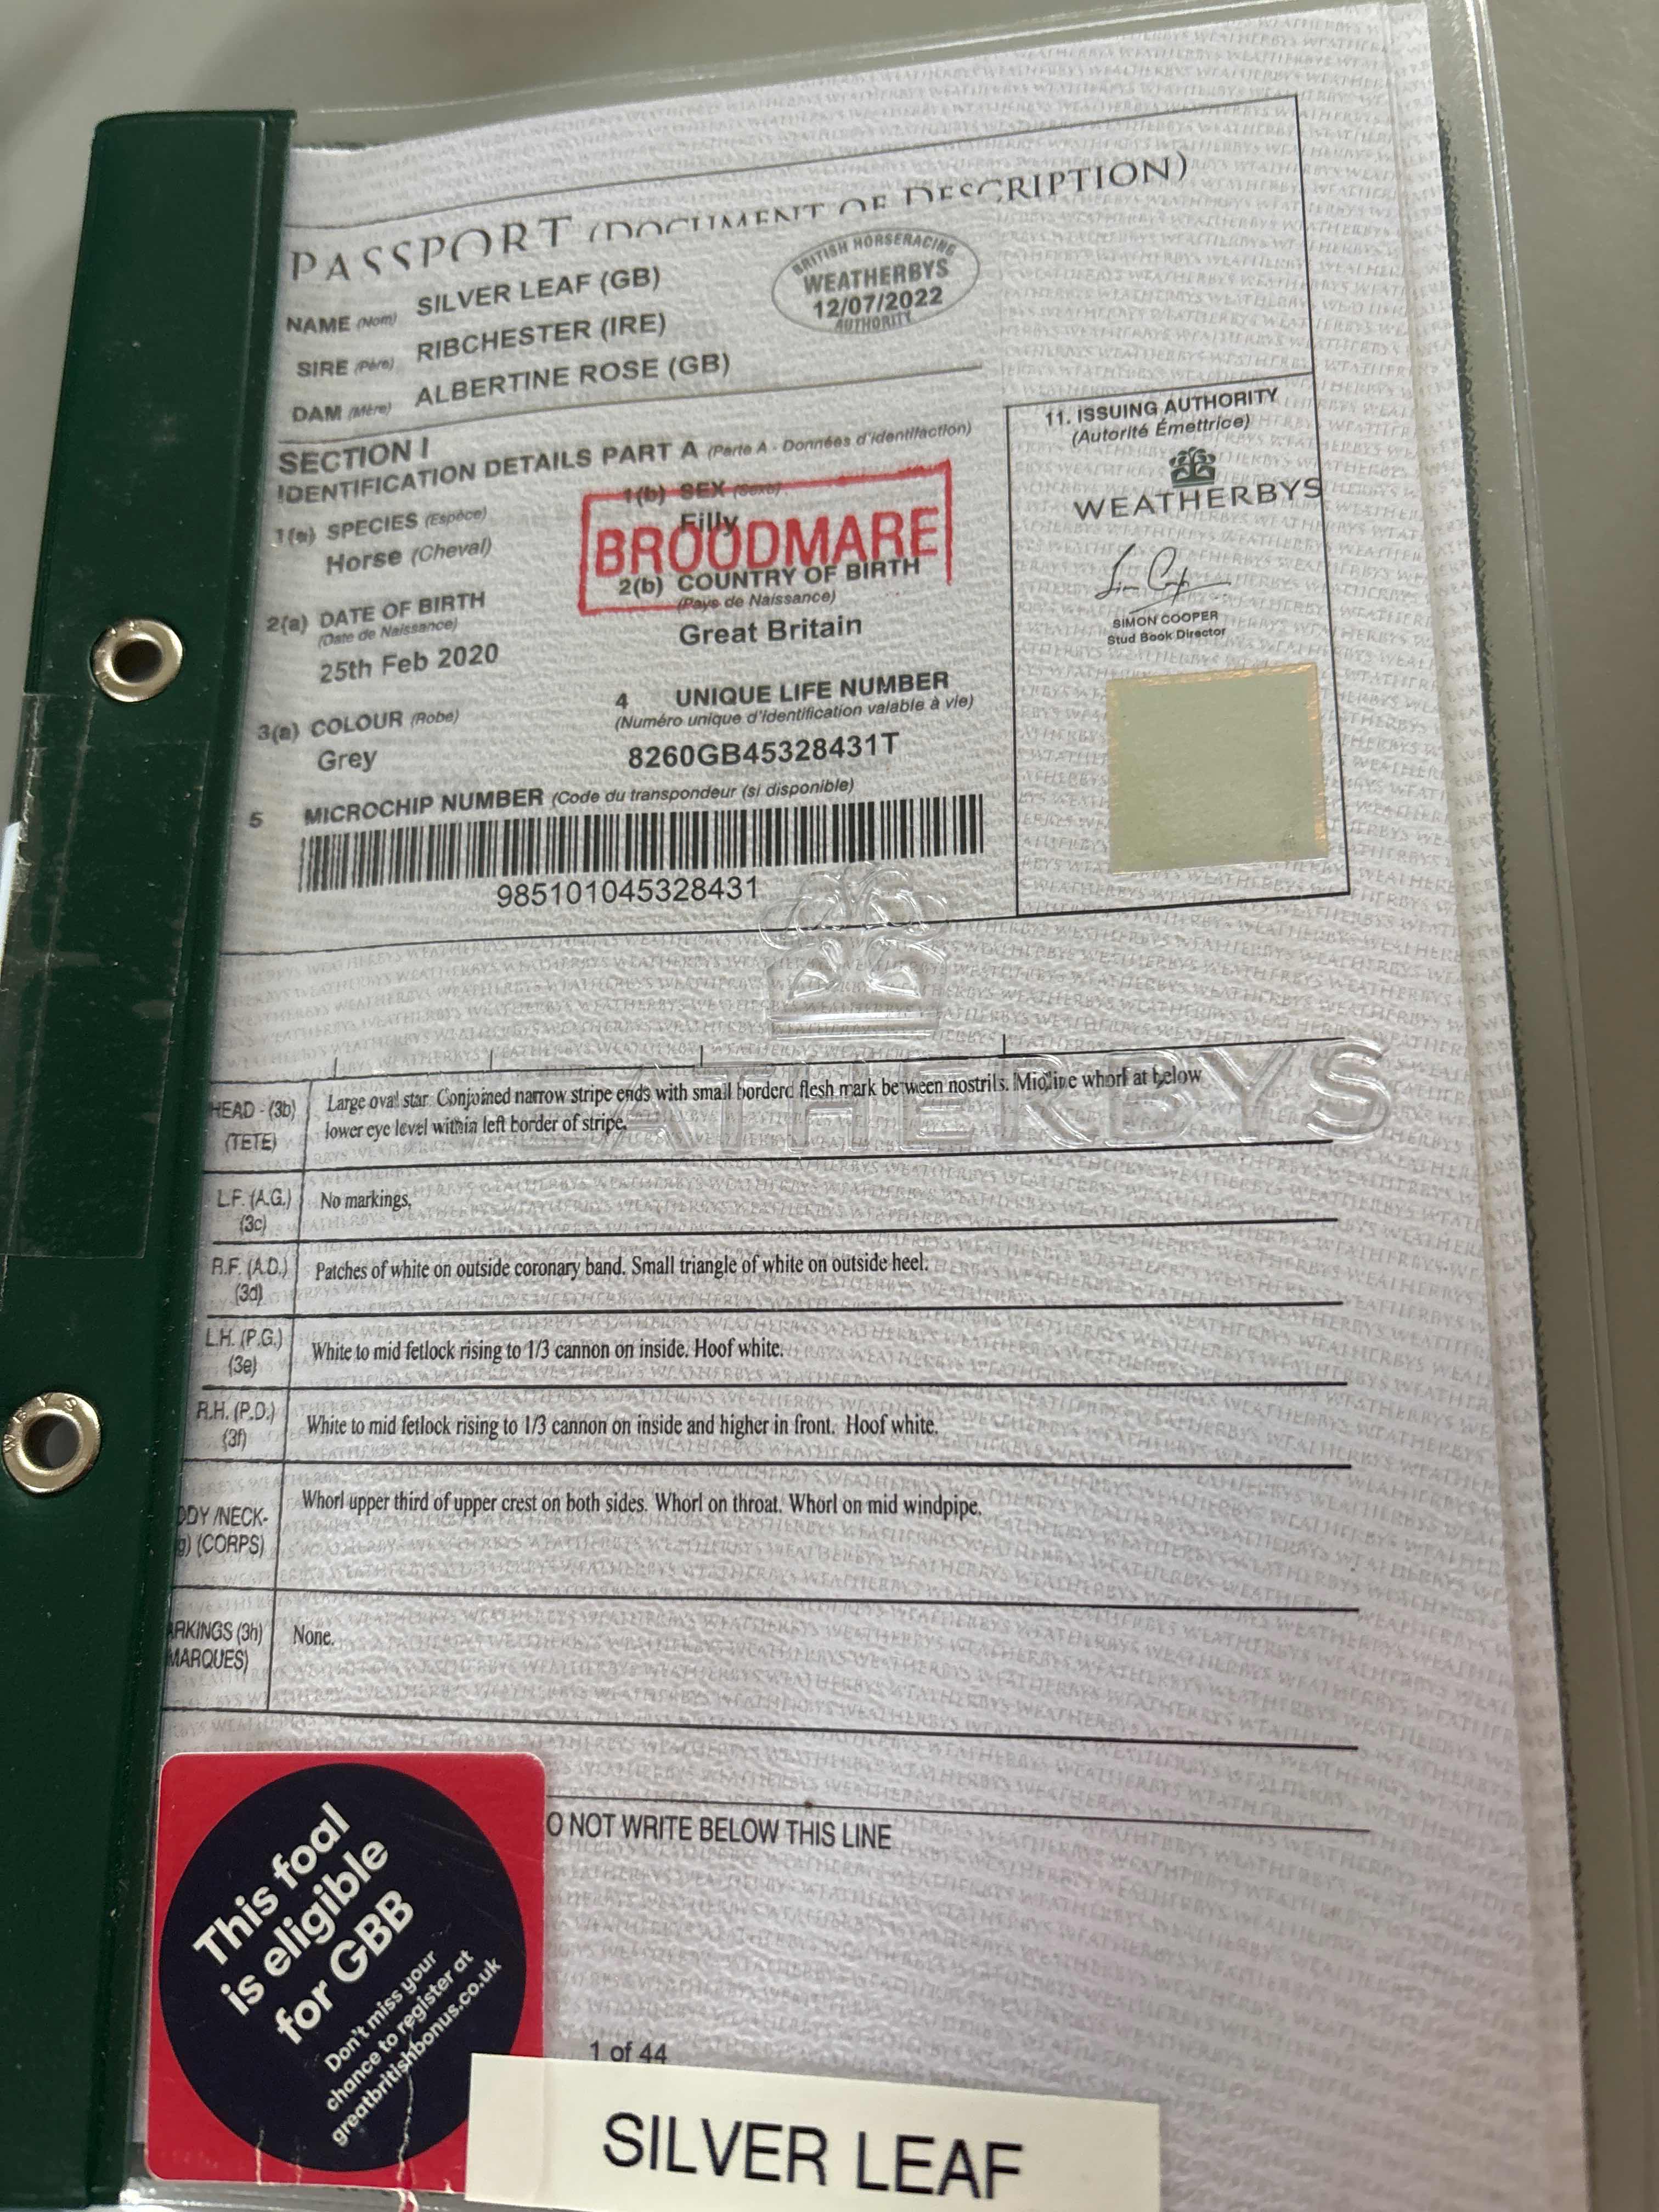 PASSPORT (DOCUMENT OF DESCRIPTION)
NAME (Nom) SILVER LEAF (GB)
SIRE (Père) RIBCHESTER (IRE)
DAM (Mère) ALBERTINE ROSE (GB)
BRITISH HORSERACING
WEATHERBYS
12/07/2022
AUTHORITY
SECTION I
IDENTIFICATION DETAILS PART A (Parte A - Données d'identifaction)
1(a) SPECIES (Espèce)
Horse (Cheval)
1(b) SEX (Sexe)
Filly
BROODMARE
2(a) DATE OF BIRTH
(Date de Naissance)
25th Feb 2020
2(b) COUNTRY OF BIRTH
(Pays de Naissance)
Great Britain
3(a) COLOUR (Robe)
Grey
4 UNIQUE LIFE NUMBER
(Numéro unique d'identification valable à vie)
8260GB45328431T
5 MICROCHIP NUMBER (Code du transpondeur (si disponible)
985101045328431
11. ISSUING AUTHORITY
(Autorité Émettrice)
WEATHERBYS
SIMON COOPER
Stud Book Director
WEATHERBYS
HEAD - (3b)
(TETE)
Large oval star. Conjoined narrow stripe ends with small borderd flesh mark between nostrils. Midline whorl at below
lower eye level within left border of stripe.
L.F. (A.G.)
(3c)
No markings.
R.F. (A.D.)
(3d)
Patches of white on outside coronary band. Small triangle of white on outside heel.
L.H. (P.G.)
(3e)
White to mid fetlock rising to 1/3 cannon on inside. Hoof white.
R.H. (P.D.)
(3f)
White to mid fetlock rising to 1/3 cannon on inside and higher in front. Hoof white.
ODY /NECK-
g) (CORPS)
Whorl upper third of upper crest on both sides. Whorl on throat. Whorl on mid windpipe.
ARKINGS (3h)
MARQUES)
None.
O NOT WRITE BELOW THIS LINE
This foal
is eligible
for GBB
Don't miss your
chance to register at
greatbritishbonus.co.uk
1 of 44
SILVER LEAF